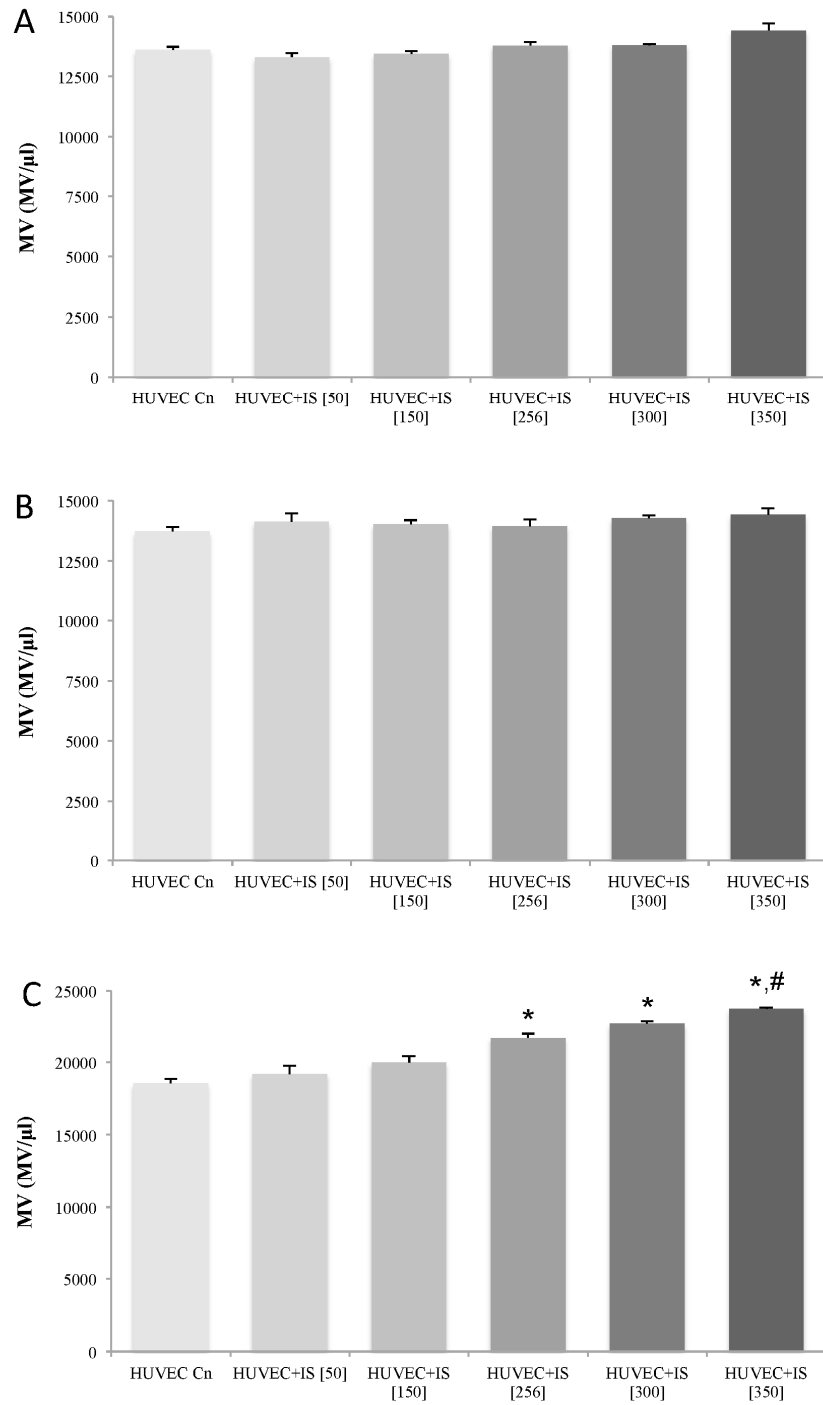 A
MV (MV/µl)
15000
12500
10000
7500
5000
2500
0
HUVEC Cn
HUVEC+IS [50]
HUVEC+IS
[150]
HUVEC+IS
[256]
HUVEC+IS
[300]
HUVEC+IS
[350]
B
MV (MV/µl)
15000
12500
10000
7500
5000
2500
0
HUVEC Cn
HUVEC+IS [50]
HUVEC+IS
[150]
HUVEC+IS
[256]
HUVEC+IS
[300]
HUVEC+IS
[350]
C
MV (MV/µl)
25000
20000
15000
10000
5000
0
*
*
*,#
HUVEC Cn
HUVEC+IS [50]
HUVEC+IS
[150]
HUVEC+IS
[256]
HUVEC+IS
[300]
HUVEC+IS
[350]